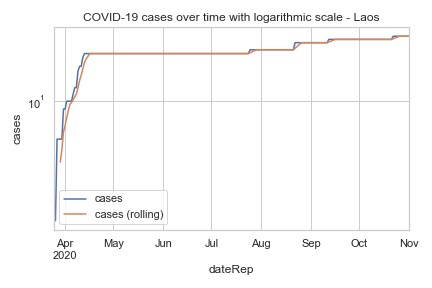 COVID-19 cases over time with logarithmic scale - Laos
10¹
cases
cases
cases (rolling)
Apr
2020
May
Jun
Jul
Aug
Sep
Oct
Nov
dateRep